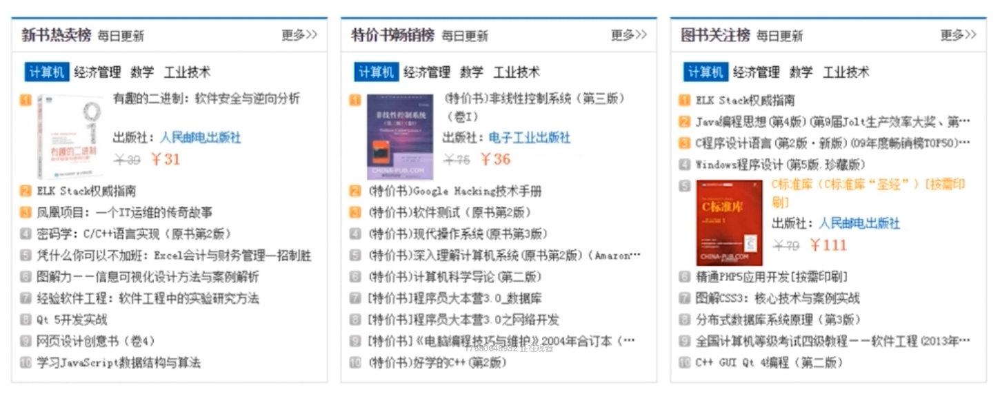 新书热卖榜 每日更新 更多>>
计算机 经济管理 数学 工业技术
1 有趣的二进制：软件安全与逆向分析
出版社：人民邮电出版社
￥39 ￥31
有趣的二进制
2 ELK Stack权威指南
3 凤凰项目：一个IT运维的传奇故事
4 密码学：C/C++语言实现（原书第2版）
5 凭什么你可以不加班：Excel会计与财务管理一招制胜
6 图解力——信息可视化设计方法与案例解析
7 经验软件工程：软件工程中的实验研究方法
8 Qt 5开发实战
9 网页设计创意书（卷4）
10 学习JavaScript数据结构与算法
特价书畅销榜 每日更新 更多>>
计算机 经济管理 数学 工业技术
1 (特价书)非线性控制系统（第三版）
（卷I）
出版社：电子工业出版社
￥75 ￥36
非线性控制系统
CHINA-PUB.COM
2 (特价书)Google Hacking技术手册
3 (特价书)软件测试（原书第2版）
4 (特价书)现代操作系统(原书第3版)
5 (特价书)深入理解计算机系统(原书第2版)（Amazon…
6 (特价书)计算机科学导论(第二版)
7 [特价书]程序员大本营3.0_数据库
8 [特价书]程序员大本营3.0之网络开发
9 [特价书]《电脑编程技巧与维护》2004年合订本（…
17680648932 正在观看
10 (特价书)好学的C++(第2版)
图书关注榜 每日更新 更多>>
计算机 经济管理 数学 工业技术
1 ELK Stack权威指南
2 Java编程思想(第4版)(第9届Jolt生产效率大奖、第…
3 C程序设计语言(第2版·新版)(09年度畅销榜TOP50)…
4 Windows程序设计(第5版.珍藏版)
5 C标准库（C标准库“圣经”）[按需印
刷]
出版社：人民邮电出版社
￥79 ￥111
C标准库
CHINA-PUB.COM
6 精通PHP5应用开发[按需印刷]
7 图解CSS3：核心技术与案例实战
8 分布式数据库系统原理（第3版）
9 全国计算机等级考试四级教程——软件工程(2013年…
10 C++ GUI Qt 4编程（第二版）